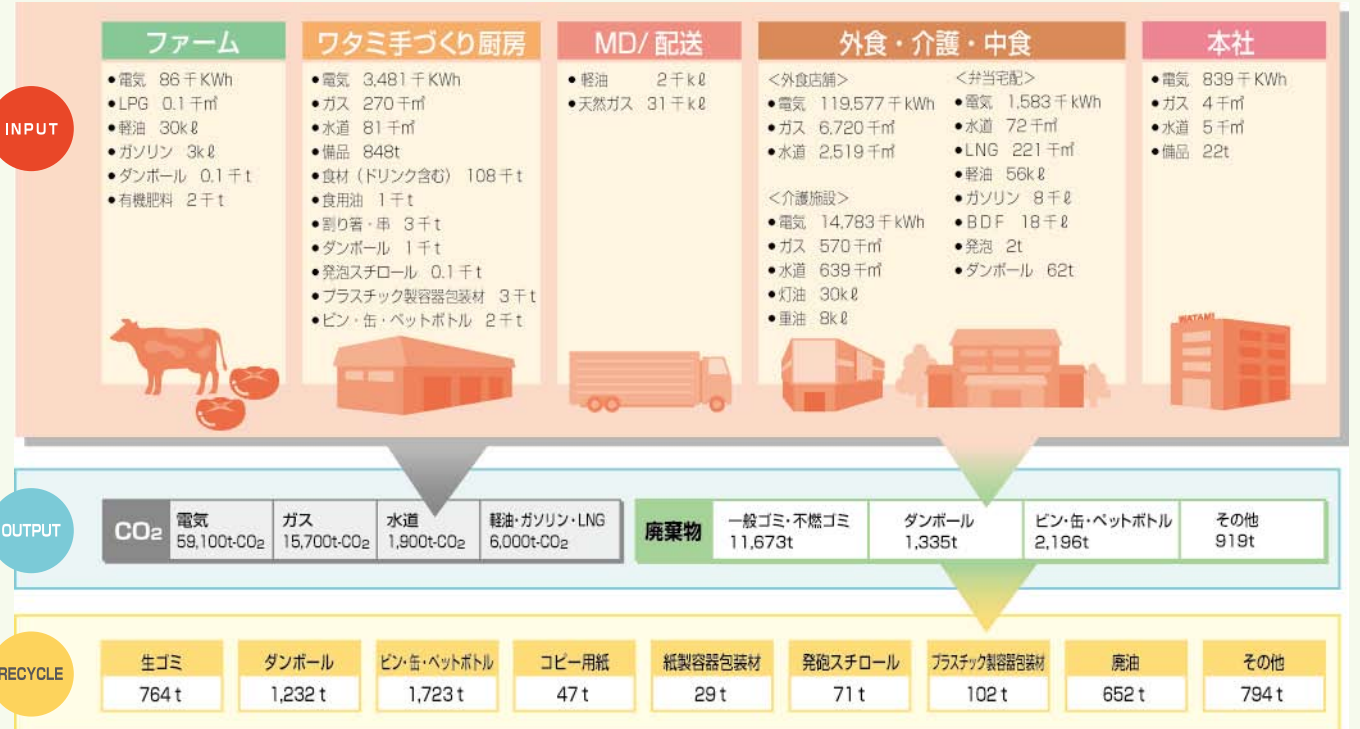 INPUT
ファーム
●電気 86千KWh
●LPG 0.1千㎥
●軽油 30kℓ
●ガソリン 3kℓ
●ダンボール 0.1千t
●有機肥料 2千t
ワタミ手づくり厨房
●電気 3,481千KWh
●ガス 270千㎥
●水道 81千㎥
●備品 848t
●食材（ドリンク含む） 108千t
●食用油 1千t
●割り箸・串 3千t
●ダンボール 1千t
●発泡スチロール 0.1千t
●プラスチック製容器包装材 3千t
●ビン・缶・ペットボトル 2千t
MD/配送
●軽油 2千kℓ
●天然ガス 31千kℓ
外食・介護・中食
<外食店舗>
●電気 119,577千kWh
●ガス 6,720千㎥
●水道 2,519千㎥
<介護施設>
●電気 14,783千kWh
●ガス 570千㎥
●水道 639千㎥
●灯油 30kℓ
●重油 8kℓ
<弁当宅配>
●電気 1,583千kWh
●水道 72千㎥
●LNG 221千㎥
●軽油 56kℓ
●ガソリン 8千ℓ
●BDF 18千ℓ
●発泡 2t
●ダンボール 62t
本社
●電気 839千KWh
●ガス 4千㎥
●水道 5千㎥
●備品 22t
WATAMI
OUTPUT
CO₂
電気
59,100t-CO₂
ガス
15,700t-CO₂
水道
1,900t-CO₂
軽油・ガソリン・LNG
6,000t-CO₂
廃棄物
一般ゴミ・不燃ゴミ
11,673t
ダンボール
1,335t
ビン・缶・ペットボトル
2,196t
その他
919t
RECYCLE
生ゴミ
764t
ダンボール
1,232t
ビン・缶・ペットボトル
1,723t
コピー用紙
47t
紙製容器包装材
29t
発砲スチロール
71t
プラスチック製容器包装材
102t
廃油
652t
その他
794t